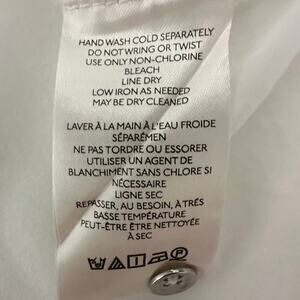 HAND WASH COLD SEPARATELY
DO NOT WRING OR TWIST
USE ONLY NON-CHLORINE
BLEACH
LINE DRY
LOW IRON AS NEEDED
MAY BE DRY CLEANED
LAVER À LA MAIN À L'EAU FROIDE
SÉPARÉMEN
NE PAS TORDRE OU ESSORER
UTILISER UN AGENT DE
BLANCHIMENT SANS CHLORE SI
NÉCESSAIRE
LIGNE SEC
REPASSER, AU BESOIN, À TRÉS
BASSE TEMPÉRATURE
PEUT-ÊTRE ÊTRE NETTOYÉE
À SEC